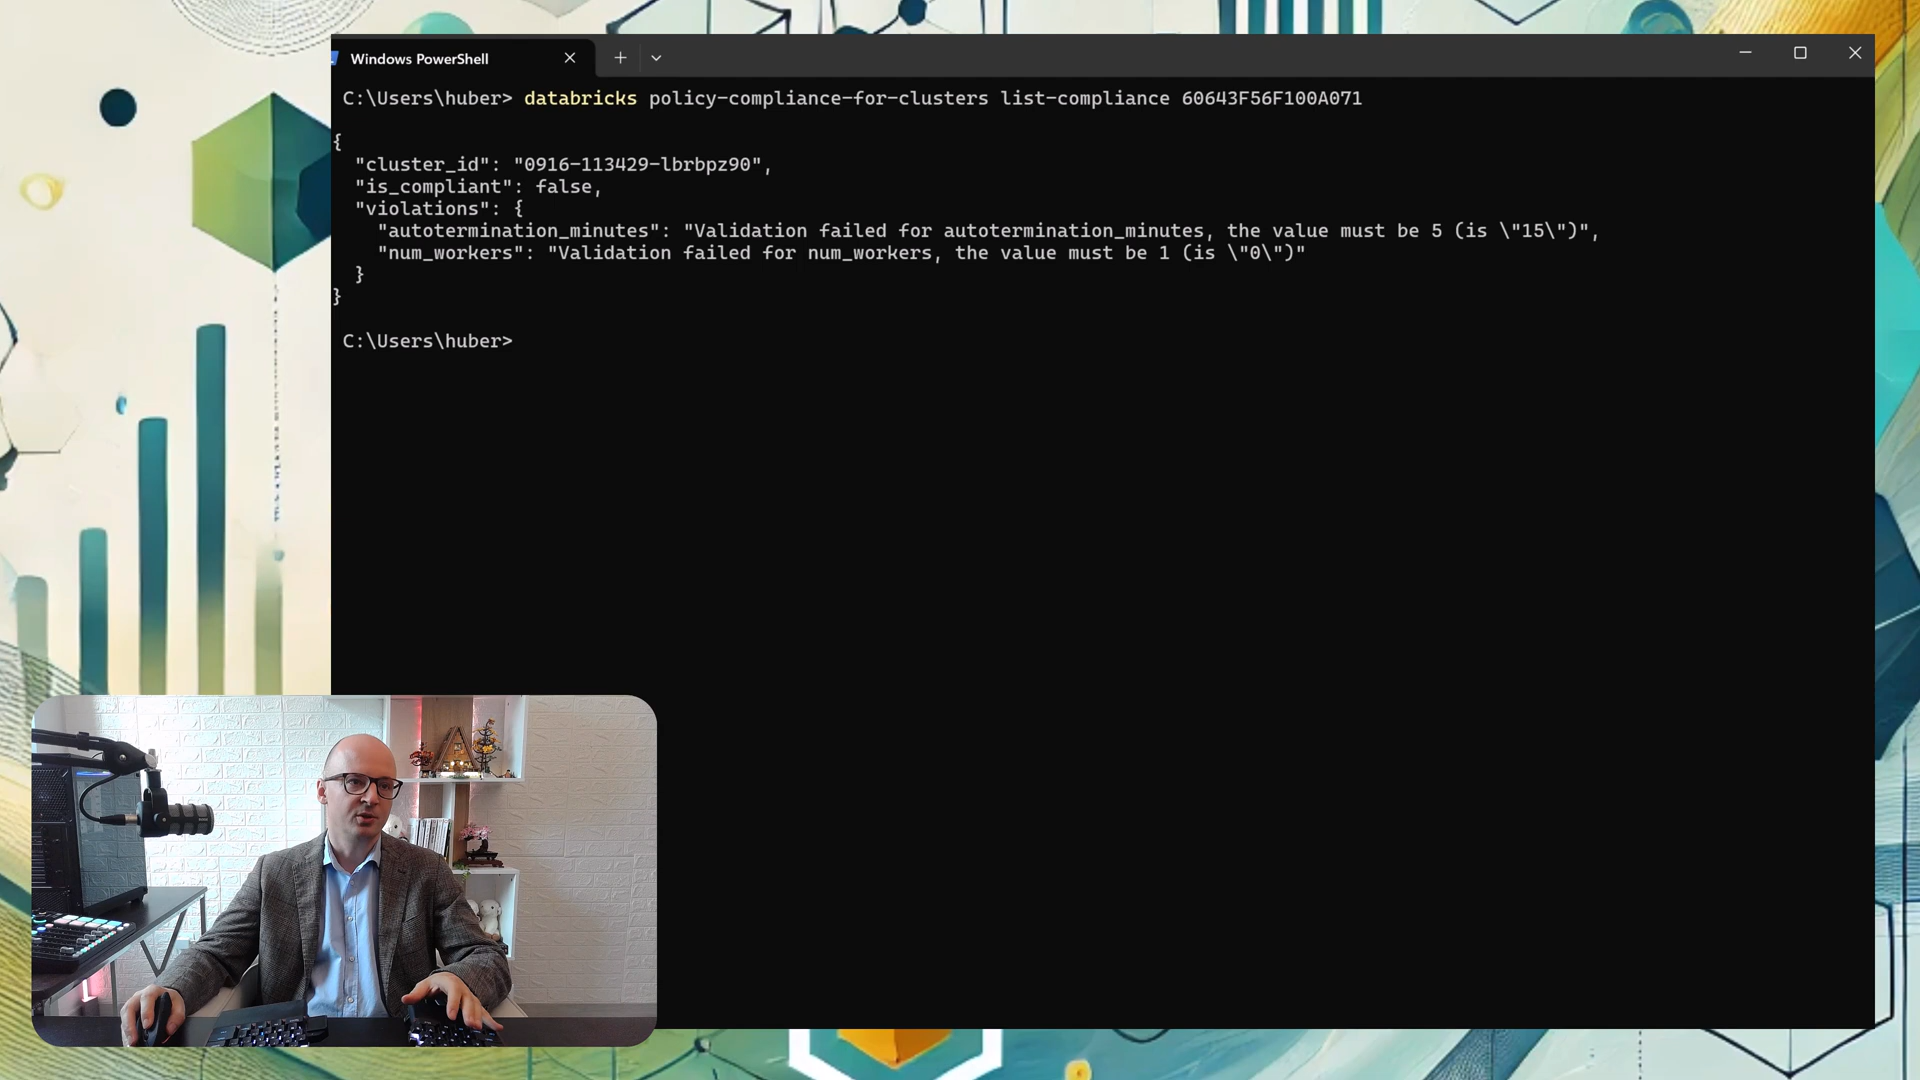 Windows PowerShell
C:\Users\huber> databricks policy-compliance-for-clusters list-compliance 60643F56F100A071
{
"cluster_id": "0916-113429-lbrbpz90",
"is_compliant": false,
"violations": {
"autotermination_minutes": "Validation failed for autotermination_minutes, the value must be 5 (is \"15\")",
"num_workers": "Validation failed for num_workers, the value must be 1 (is \"0\")"
}
}
C:\Users\huber>